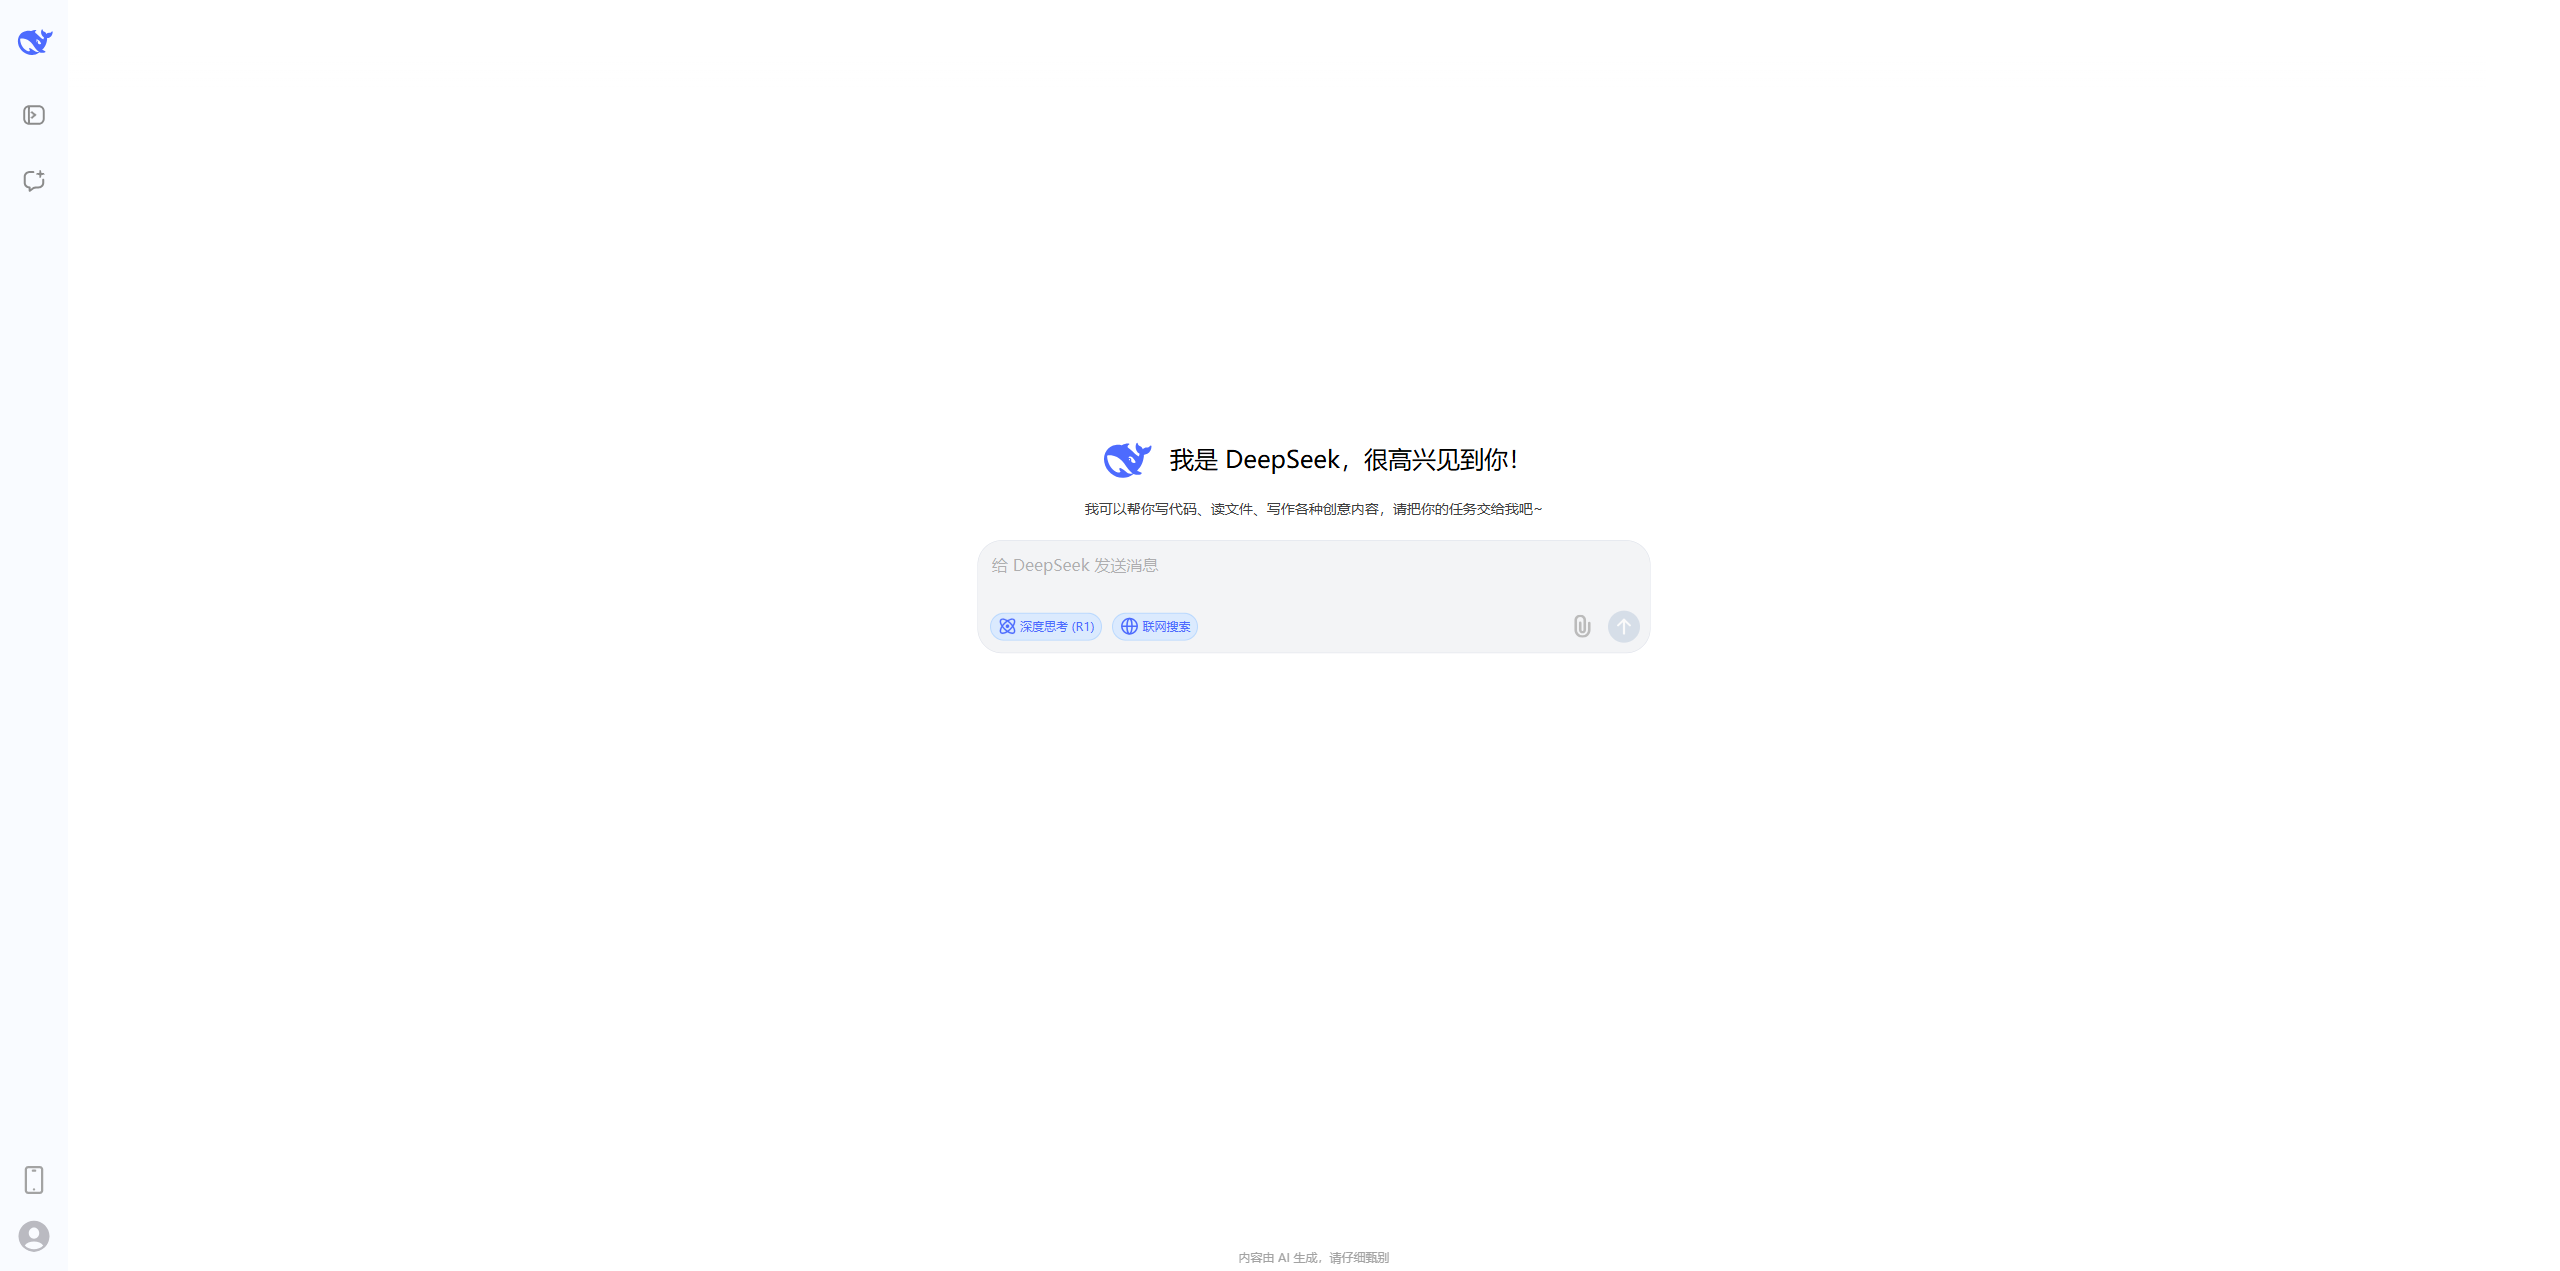 我是 DeepSeek，很高兴见到你！
我可以帮你写代码、读文件、写作各种创意内容，请把你的任务交给我吧~
给 DeepSeek 发送消息
深度思考 (R1) 联网搜索
内容由 AI 生成，请仔细甄别